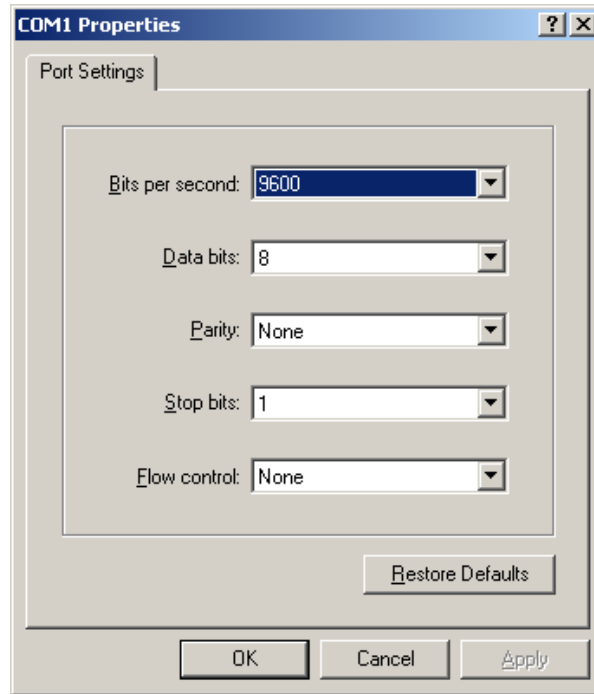 COM1 Properties
Port Settings
Bits per second: 9600
Data bits: 8
Parity: None
Stop bits: 1
Flow control: None
Restore Defaults
OK Cancel Apply